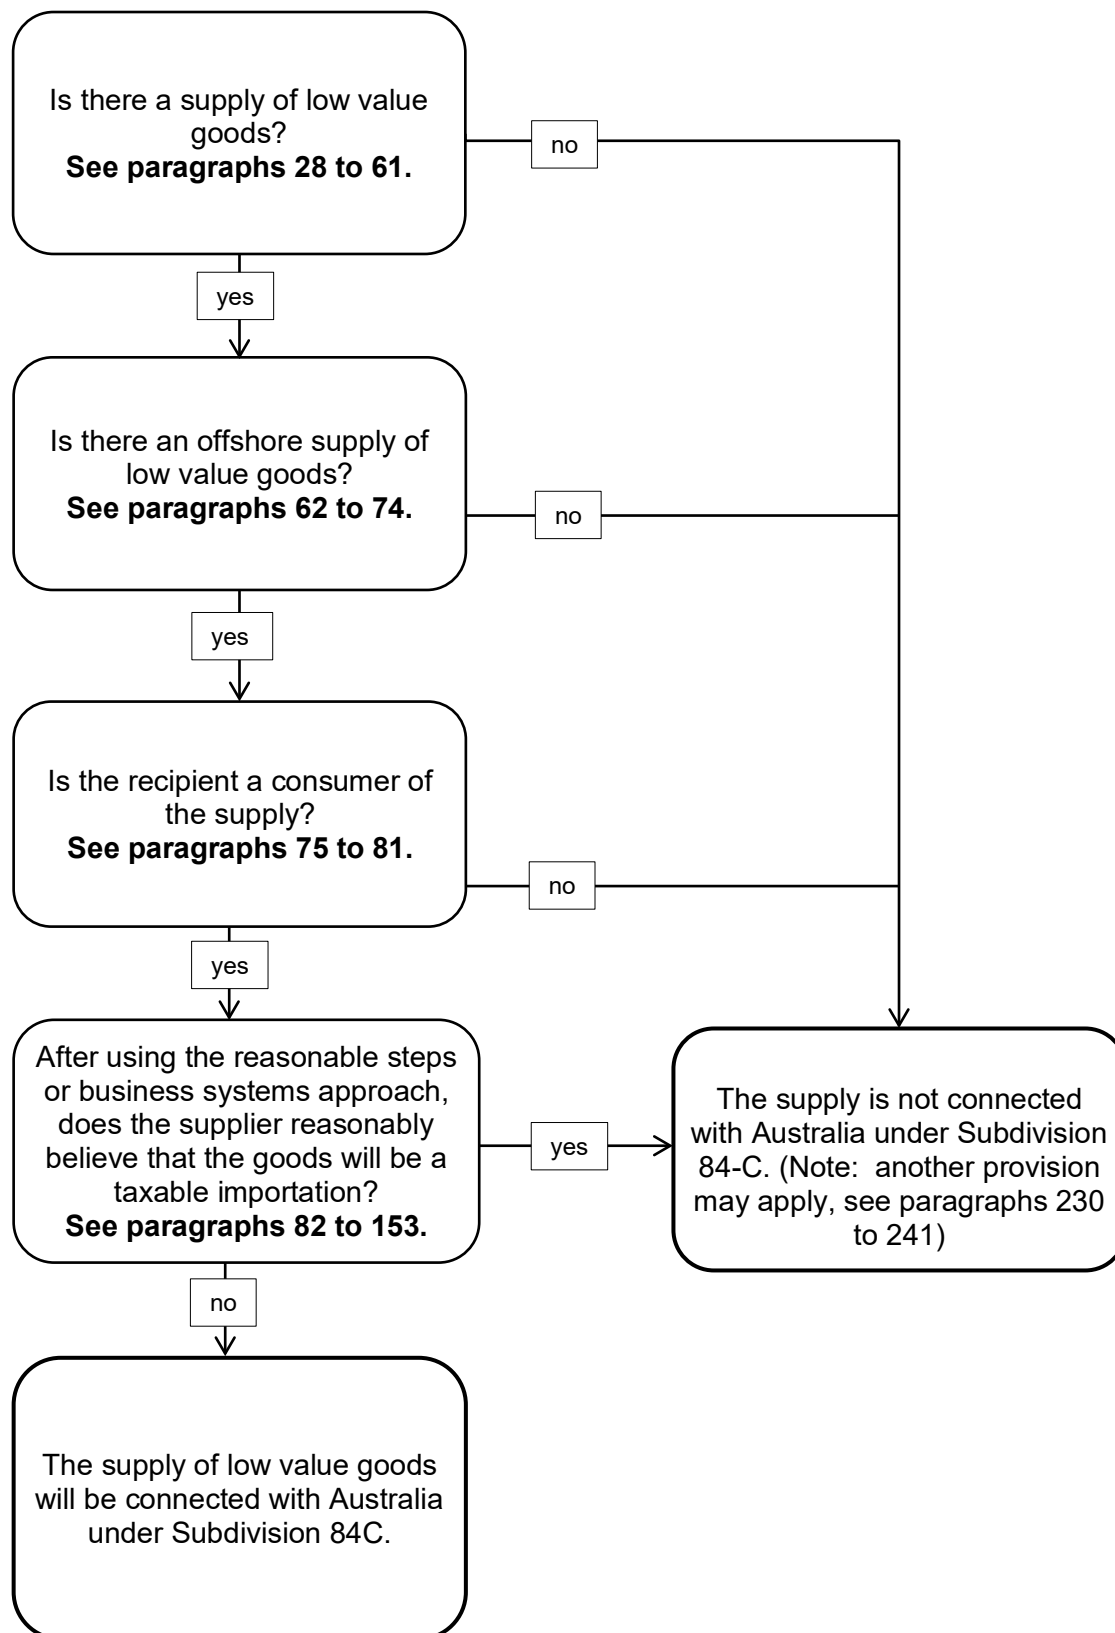 Is there a supply of low value
goods?
See paragraphs 28 to 61.
no
yes
Is there an offshore supply of
low value goods?
See paragraphs 62 to 74.
no
yes
Is the recipient a consumer of
the supply?
See paragraphs 75 to 81.
no
yes
After using the reasonable steps
or business systems approach,
does the supplier reasonably
believe that the goods will be a
taxable importation?
See paragraphs 82 to 153.
yes
The supply is not connected
with Australia under Subdivision
84-C. (Note:  another provision
may apply, see paragraphs 230
to 241)
no
The supply of low value goods
will be connected with Australia
under Subdivision 84C.